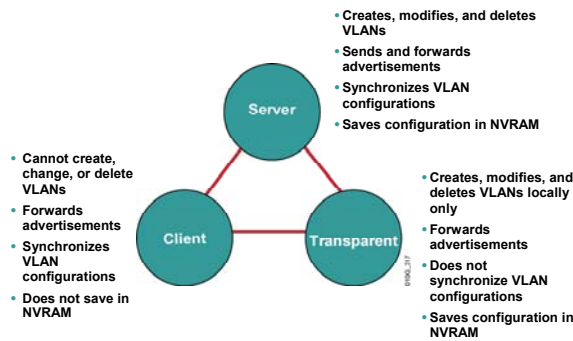 • Creates, modifies, and deletes
VLANs
• Sends and forwards
advertisements
• Synchronizes VLAN
configurations
• Saves configuration in NVRAM
Server
• Cannot create,
change, or delete
VLANs
• Forwards
advertisements
• Synchronizes
VLAN
configurations
• Does not save in
NVRAM
Client
Transparent
• Creates, modifies, and
deletes VLANs locally
only
• Forwards
advertisements
• Does not
synchronize VLAN
configurations
• Saves configuration in
NVRAM